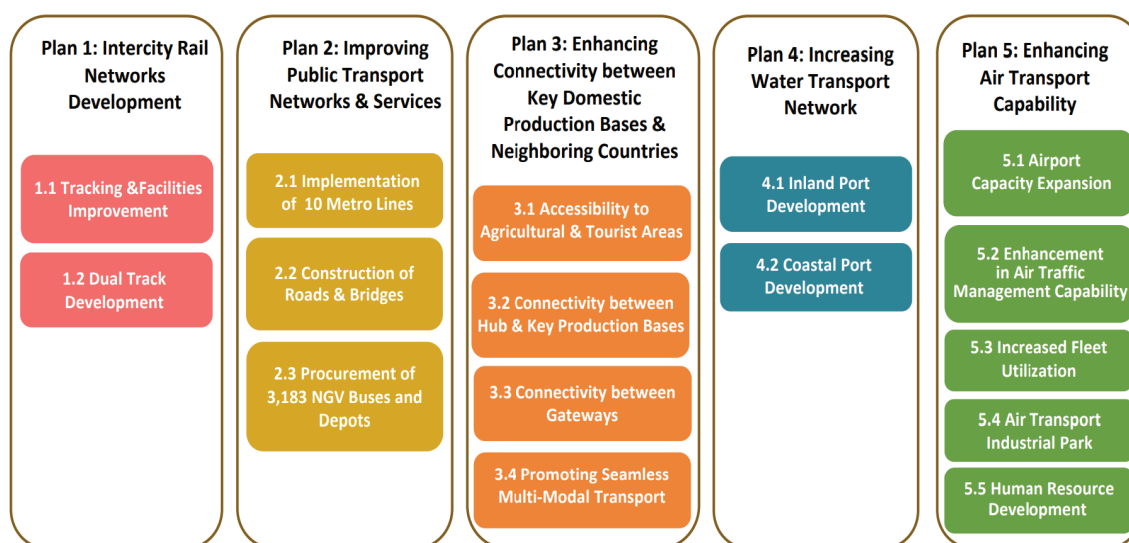 Plan 1: Intercity Rail
Networks
Development
1.1 Tracking &Facilities
Improvement
1.2 Dual Track
Development
Plan 2: Improving
Public Transport
Networks & Services
2.1 Implementation
of 10 Metro Lines
2.2 Construction of
Roads & Bridges
2.3 Procurement of
3,183 NGV Buses and
Depots
Plan 3: Enhancing
Connectivity between
Key Domestic
Production Bases &
Neighboring Countries
3.1 Accessibility to
Agricultural & Tourist Areas
3.2 Connectivity between
Hub & Key Production Bases
3.3 Connectivity between
Gateways
3.4 Promoting Seamless
Multi-Modal Transport
Plan 4: Increasing
Water Transport
Network
4.1 Inland Port
Development
4.2 Coastal Port
Development
Plan 5: Enhancing
Air Transport
Capability
5.1 Airport
Capacity Expansion
5.2 Enhancement
in Air Traffic
Management Capability
5.3 Increased Fleet
Utilization
5.4 Air Transport
Industrial Park
5.5 Human Resource
Development